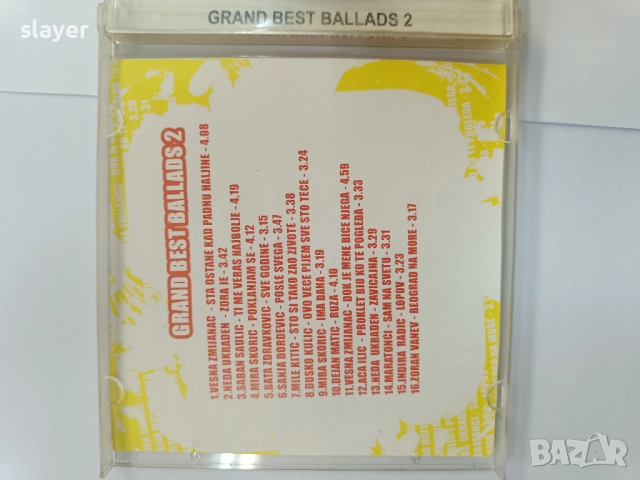 slayer
GRAND BEST BALLADS 2
GRAND BEST BALLADS 2
1.VESNA ZMIJANAC - STA OSTANE KAD PADNU HALJINE - 4.08
2.NEDA UKRADEN - ZORA JE - 3.42
3.SABAN SAULIC - TI ME VERAS NAJBOLJE - 4.19
4.MIRA SKORIC - POKLANJAM SE - 4.12
5.BATA ZDRAVKOVIC - SVE GODINE - 3.15
6.SANJA DORDEVIC - POSLE SVEGA - 3.47
7.MILE KITIC - STO SI TAKO ZAO ZIVOTE - 3.38
8.DUSKO KULIC - OVO VECE PIJEM SVE STO TECE - 3.24
9.MIRA SKORIC - IMA DANA - 3.19
10.DEJAN MATIC - RUZA - 4.10
11.VESNA ZMIJANAC - DOK JE MENE BICE NJEGA - 4.59
12.ACA ILIC - PROKLET BIO KO TE POGLEDA - 3.33
13.NEDA UKRADEN - ZAVICAJNA - 3.29
14.MARATONCI - SAM NA SVETU - 3.31
15.INDIRA RADIC - LOPOV - 3.23
16.ZORAN VANEV - BEOGRAD NA MORE - 3.17
BAZAR.bg